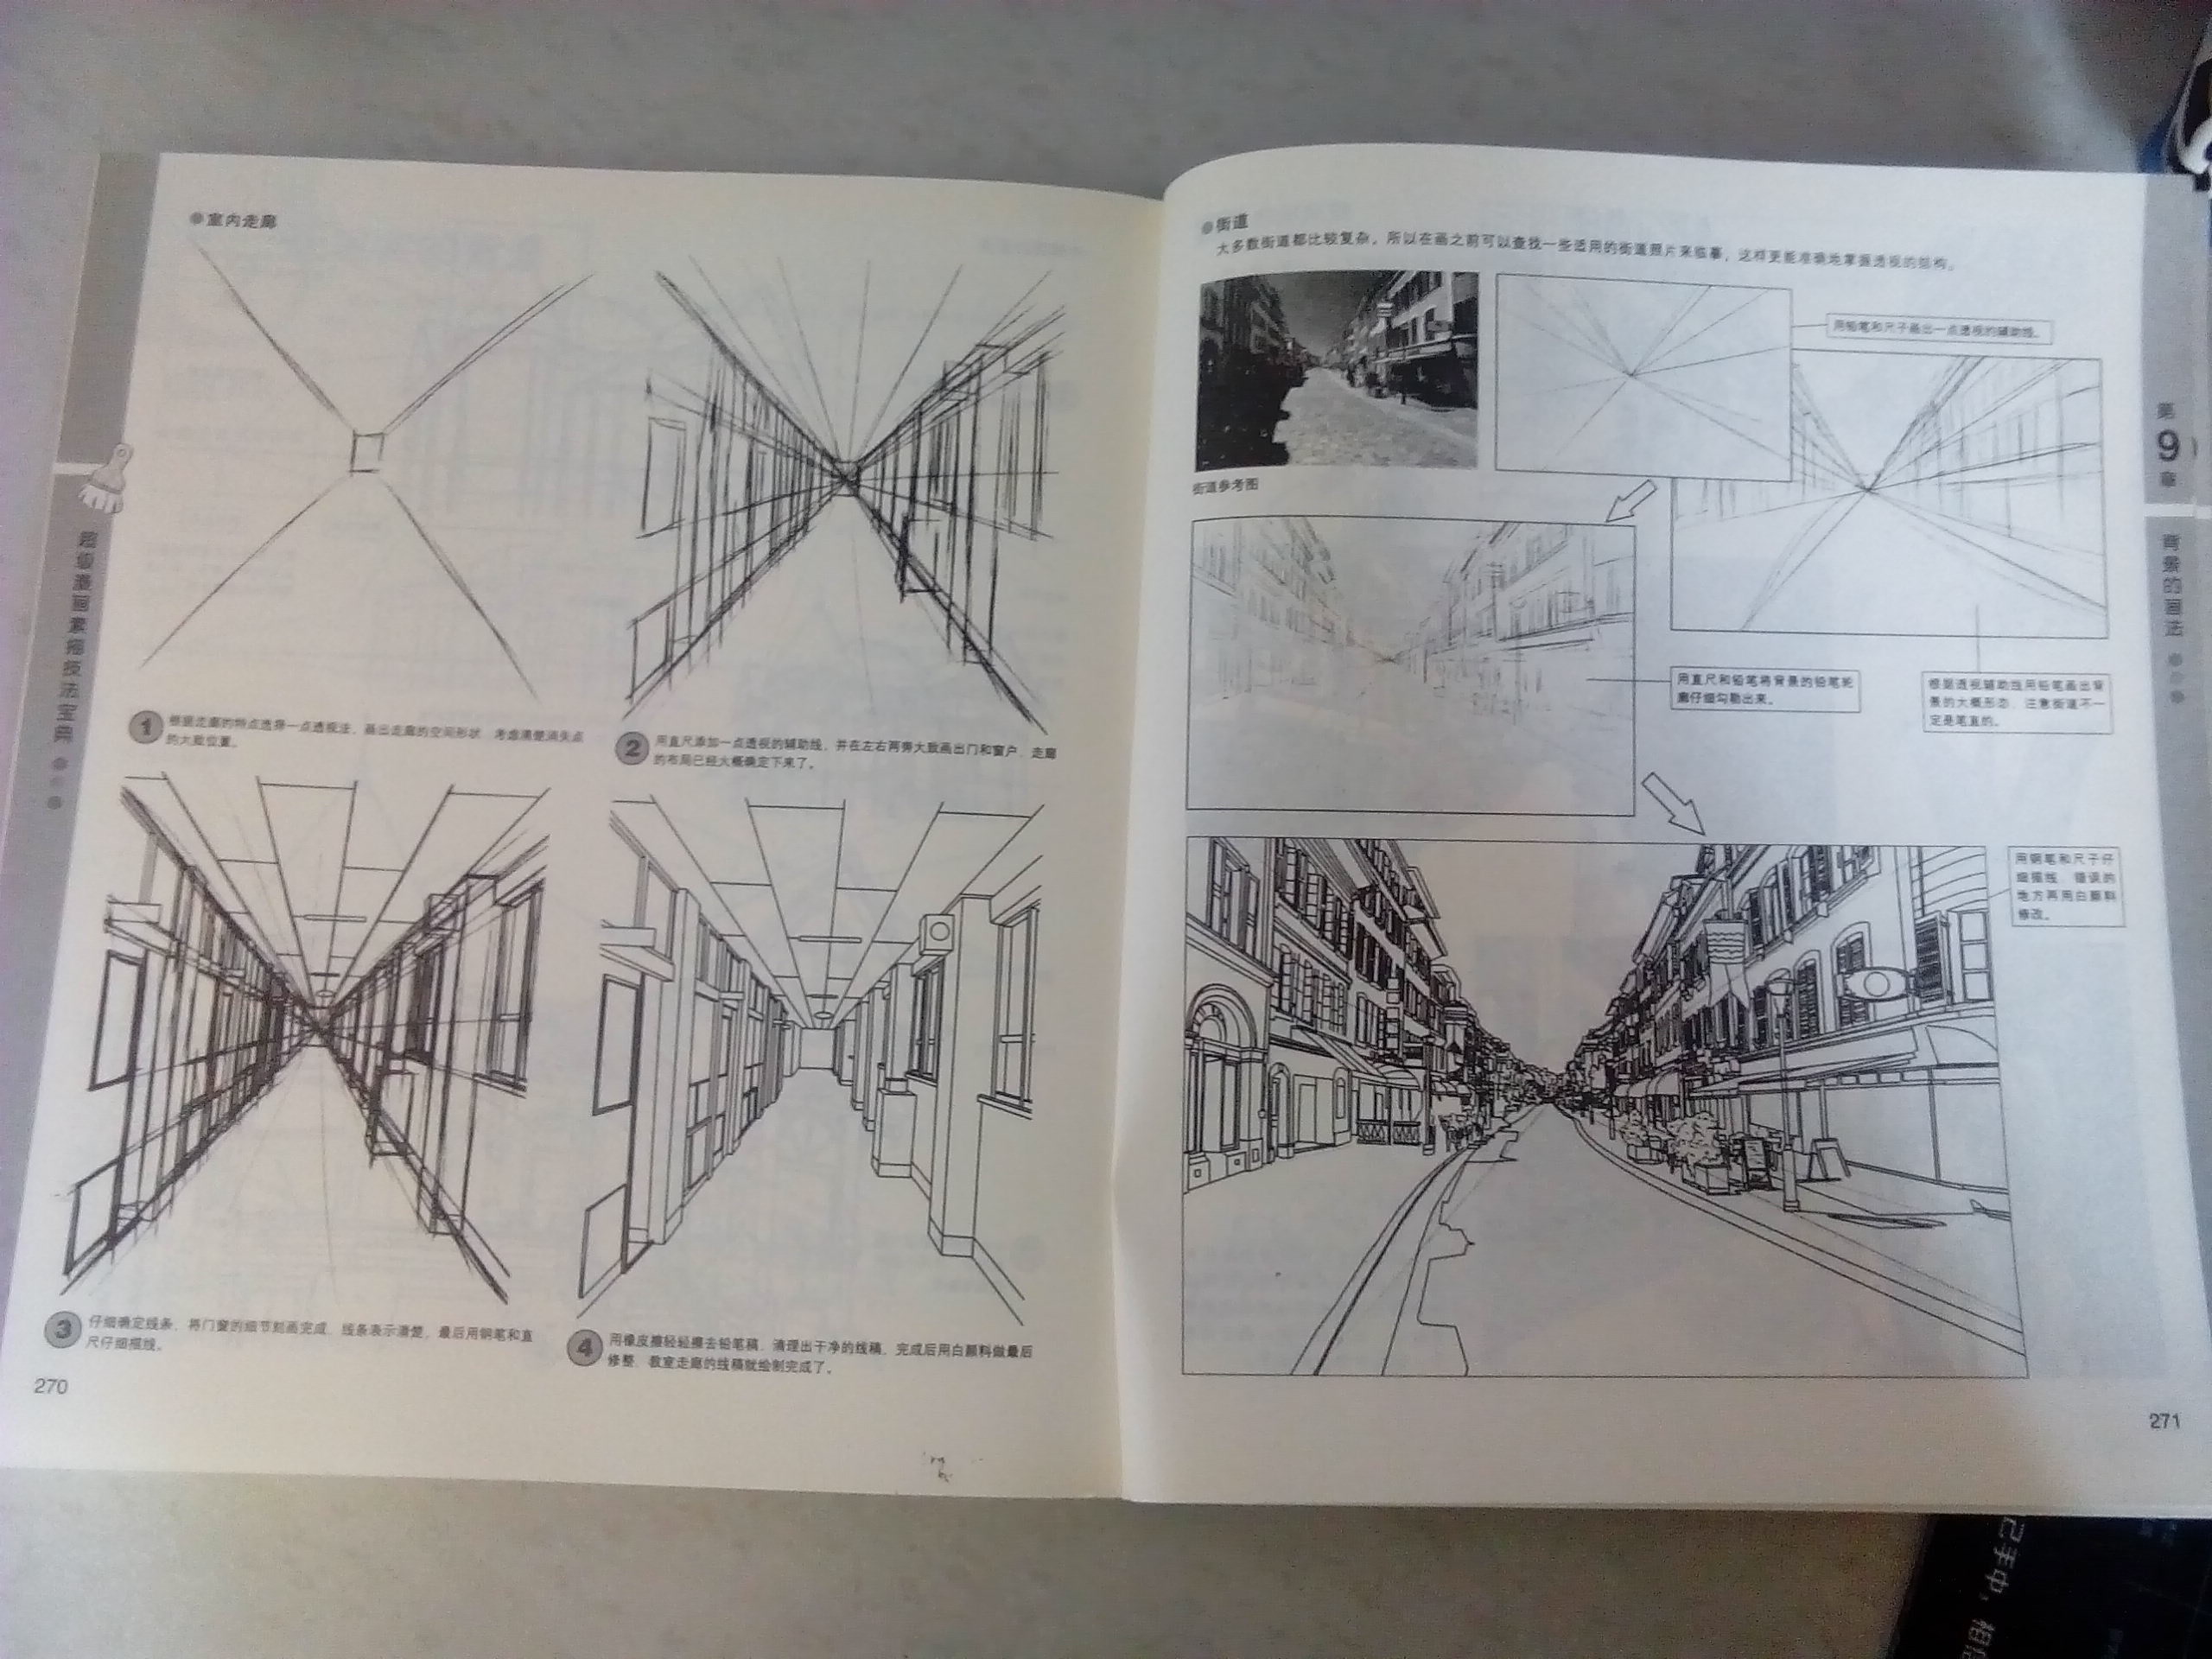 超级漫画素描技法宝典
●室内走廊
1 根据走廊的特点选择一点透视法，画出走廊的空间形状，考虑清楚消失点
的大致位置。
2 用直尺添加一点透视的辅助线，并在左右两旁大致画出门和窗户，走廊
的布局已经大概确定下来了。
3 仔细确定线条，将门窗的细节刻画完成，线条表示清楚，最后用钢笔和直
尺仔细描线。
4 用橡皮擦轻轻擦去铅笔稿，清理出干净的线稿，完成后用白颜料做最后
修整，教室走廊的线稿就绘制完成了。
270
●街道
大多数街道都比较复杂，所以在画之前可以查找一些适用的街道照片来临摹，这样更能准确地掌握透视的结构。
用铅笔和尺子画出一点透视的辅助线。
街道参考图
用直尺和铅笔将背景的铅笔轮
廓仔细勾勒出来。
根据透视辅助线用铅笔画出背
景的大概形态，注意街道不一
定是笔直的。
用钢笔和尺子仔
细描线，错误的
地方再用白颜料
修改。
第
9
章
背景的画法
271
己手中，相